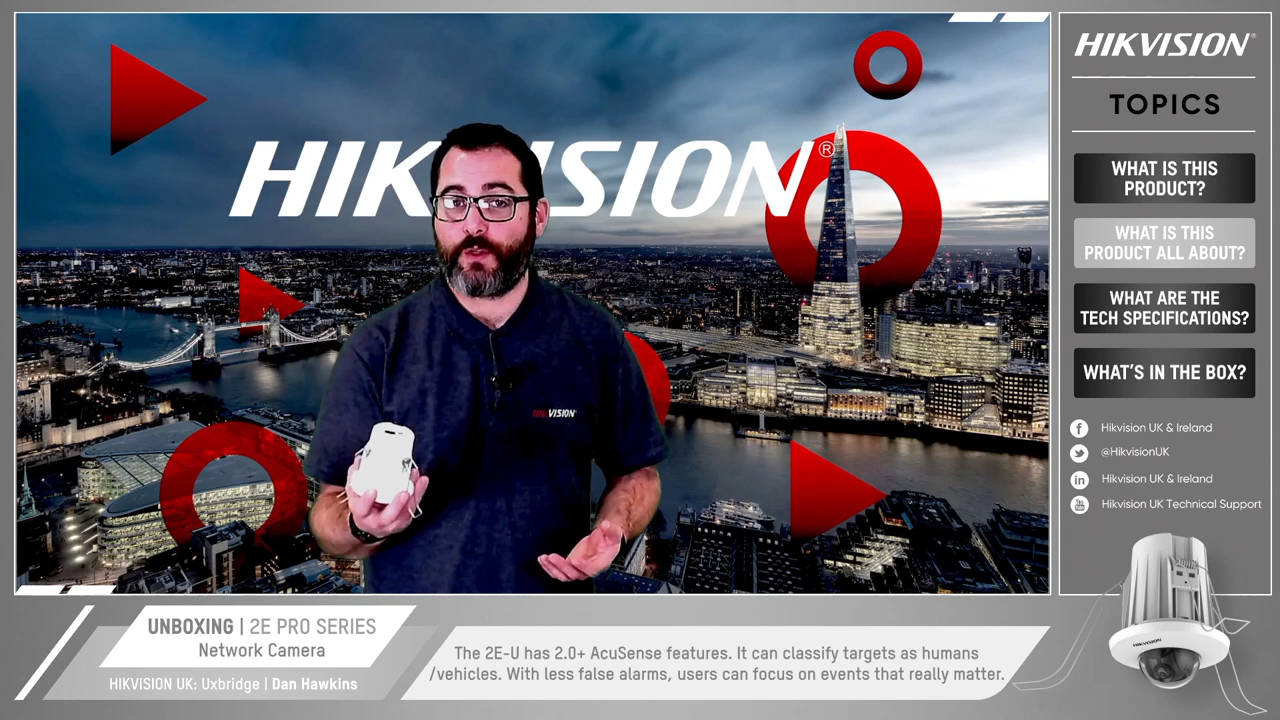 HIKVISION®
HIKVISION
HIKVISION®
TOPICS
WHAT IS THIS
PRODUCT?
WHAT IS THIS
PRODUCT ALL ABOUT?
WHAT ARE THE
TECH SPECIFICATIONS?
WHAT'S IN THE BOX?
Hikvision UK & Ireland
@HikvisionUK
Hikvision UK & Ireland
Hikvision UK Technical Support
HIKVISION
UNBOXING | 2E PRO SERIES
Network Camera
HIKVISION UK: Uxbridge | Dan Hawkins
The 2E-U has 2.0+ AcuSense features. It can classify targets as humans
/vehicles. With less false alarms, users can focus on events that really matter.